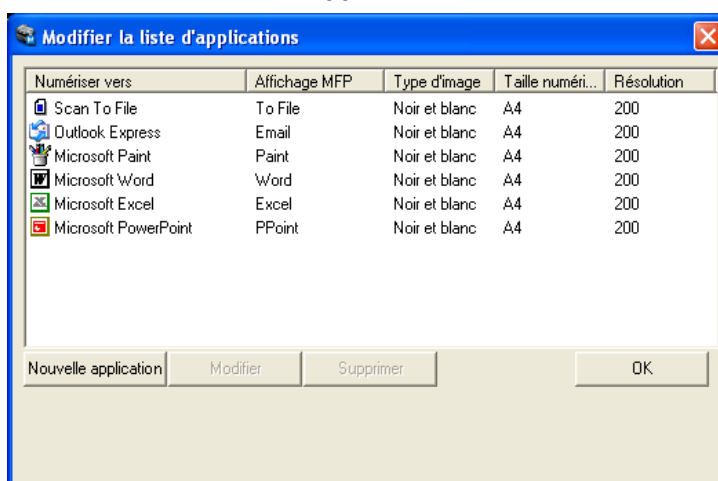 Modifier la liste d'applications
Numériser vers Affichage MFP Type d'image Taille numéri... Résolution
Scan To File To File Noir et blanc A4 200
Outlook Express Email Noir et blanc A4 200
Microsoft Paint Paint Noir et blanc A4 200
Microsoft Word Word Noir et blanc A4 200
Microsoft Excel Excel Noir et blanc A4 200
Microsoft PowerPoint PPoint Noir et blanc A4 200
Nouvelle application Modifier Supprimer OK